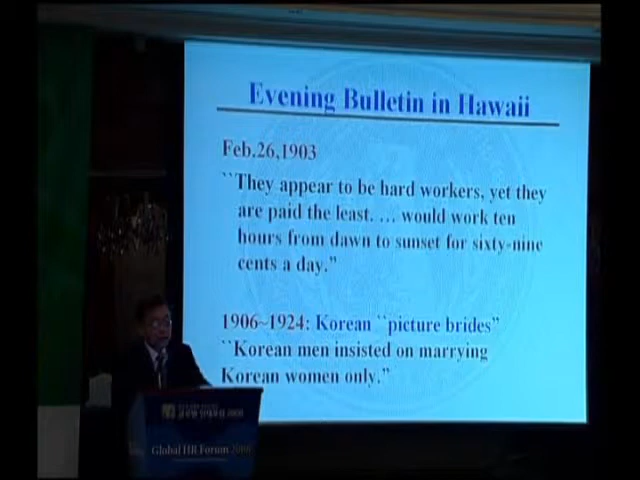 Evening Bulletin in Hawaii
Feb.26,1903
``They appear to be hard workers, yet they
are paid the least. … would work ten
hours from dawn to sunset for sixty-nine
cents a day.”
1906~1924: Korean ``picture brides”
``Korean men insisted on marrying
Korean women only.”
Global HR Forum 2008